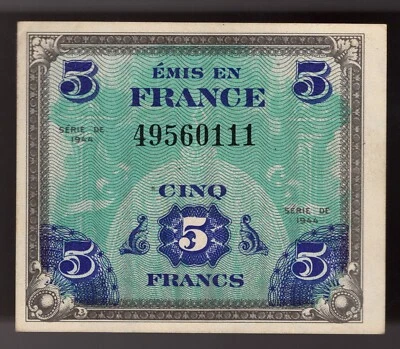 5 ÉMIS EN 5
FRANCE
SÉRIE DE
1944
49560111
CINQ
SÉRIE DE
1944
5 5 5
FRANCS